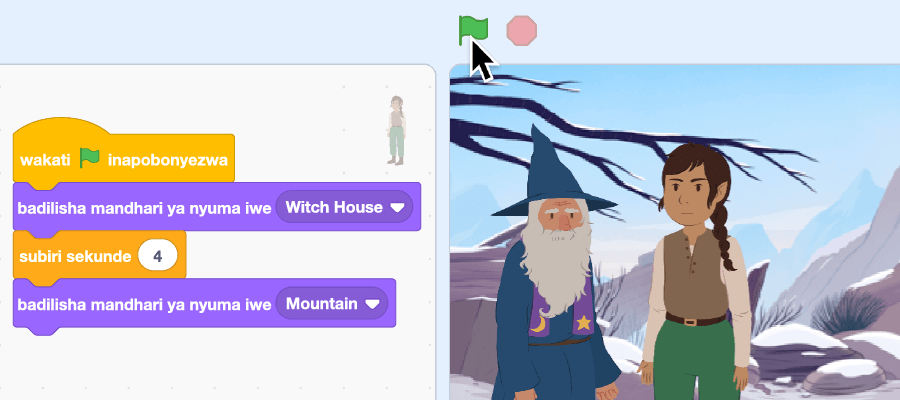 wakati inapobonyezwa
badilisha mandhari ya nyuma iwe Witch House
subiri sekunde 4
badilisha mandhari ya nyuma iwe Mountain